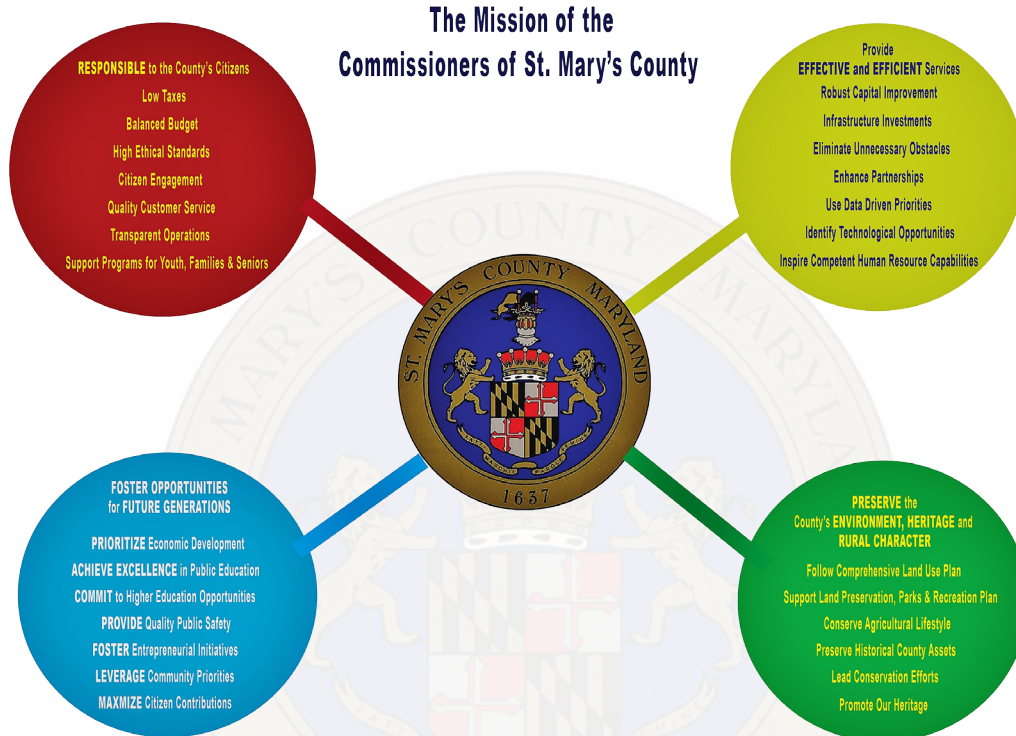 The Mission of the
Commissioners of St. Mary's County
RESPONSIBLE to the County's Citizens
Low Taxes
Balanced Budget
High Ethical Standards
Citizen Engagement
Quality Customer Service
Transparent Operations
Support Programs for Youth, Families & Seniors
Provide
EFFECTIVE and EFFICIENT Services
Robust Capital Improvement
Infrastructure Investments
Eliminate Unnecessary Obstacles
Enhance Partnerships
Use Data Driven Priorities
Identify Technological Opportunities
Inspire Competent Human Resource Capabilities
ST. MARY'S COUNTY MARYLAND
1637
FOSTER OPPORTUNITIES
for FUTURE GENERATIONS
PRIORITIZE Economic Development
ACHIEVE EXCELLENCE in Public Education
COMMIT to Higher Education Opportunities
PROVIDE Quality Public Safety
FOSTER Entrepreneurial Initiatives
LEVERAGE Community Priorities
MAXMIZE Citizen Contributions
PRESERVE the
County's ENVIRONMENT, HERITAGE and
RURAL CHARACTER
Follow Comprehensive Land Use Plan
Support Land Preservation, Parks & Recreation Plan
Conserve Agricultural Lifestyle
Preserve Historical County Assets
Lead Conservation Efforts
Promote Our Heritage
MARY'S COUNTY MARYLA